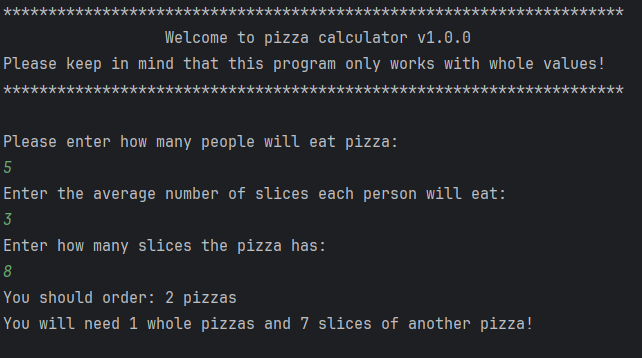 *********************************************************************
Welcome to pizza calculator v1.0.0
Please keep in mind that this program only works with whole values!
*********************************************************************
Please enter how many people will eat pizza:
5
Enter the average number of slices each person will eat:
3
Enter how many slices the pizza has:
8
You should order: 2 pizzas
You will need 1 whole pizzas and 7 slices of another pizza!